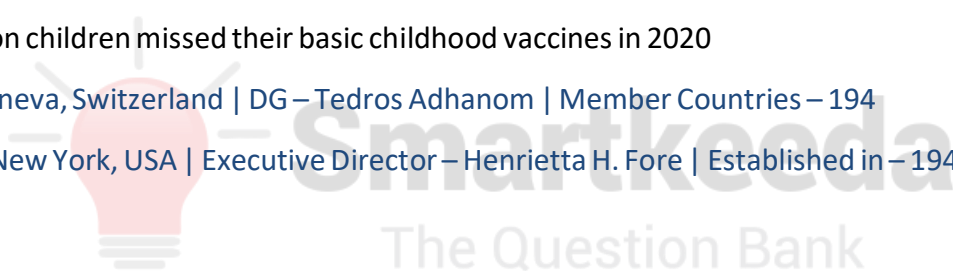 on children missed their basic childhood vaccines in 2020
neva, Switzerland | DG – Tedros Adhanom | Member Countries – 194
New York, USA | Executive Director – Henrietta H. Fore | Established in – 194
Smartkeeda
The Question Bank